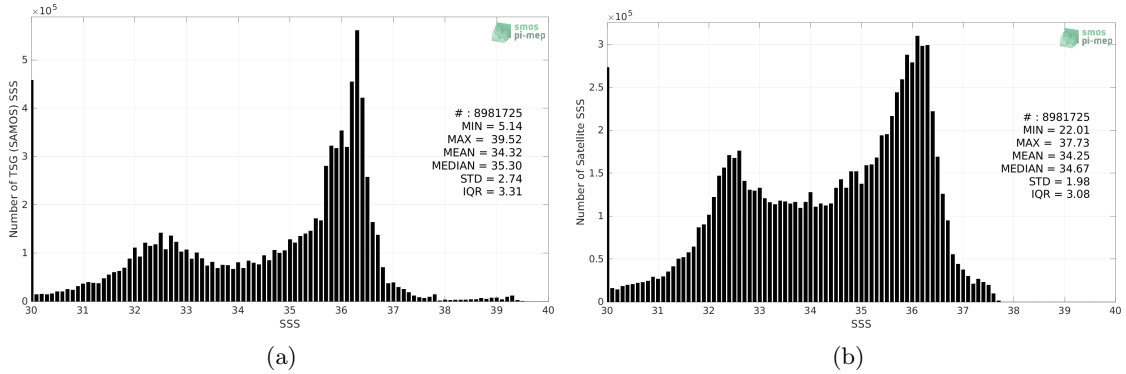 ×10⁵
5
4
3
2
1
0
Number of TSG (SAMOS) SSS
30 31 32 33 34 35 36 37 38 39 40
SSS
smos
pi-mep
# : 8981725
MIN = 5.14
MAX = 39.52
MEAN = 34.32
MEDIAN = 35.30
STD = 2.74
IQR = 3.31
(a)
×10⁵
3
2.5
2
1.5
1
0.5
0
Number of Satellite SSS
30 31 32 33 34 35 36 37 38 39 40
SSS
smos
pi-mep
# : 8981725
MIN = 22.01
MAX = 37.73
MEAN = 34.25
MEDIAN = 34.67
STD = 1.98
IQR = 3.08
(b)